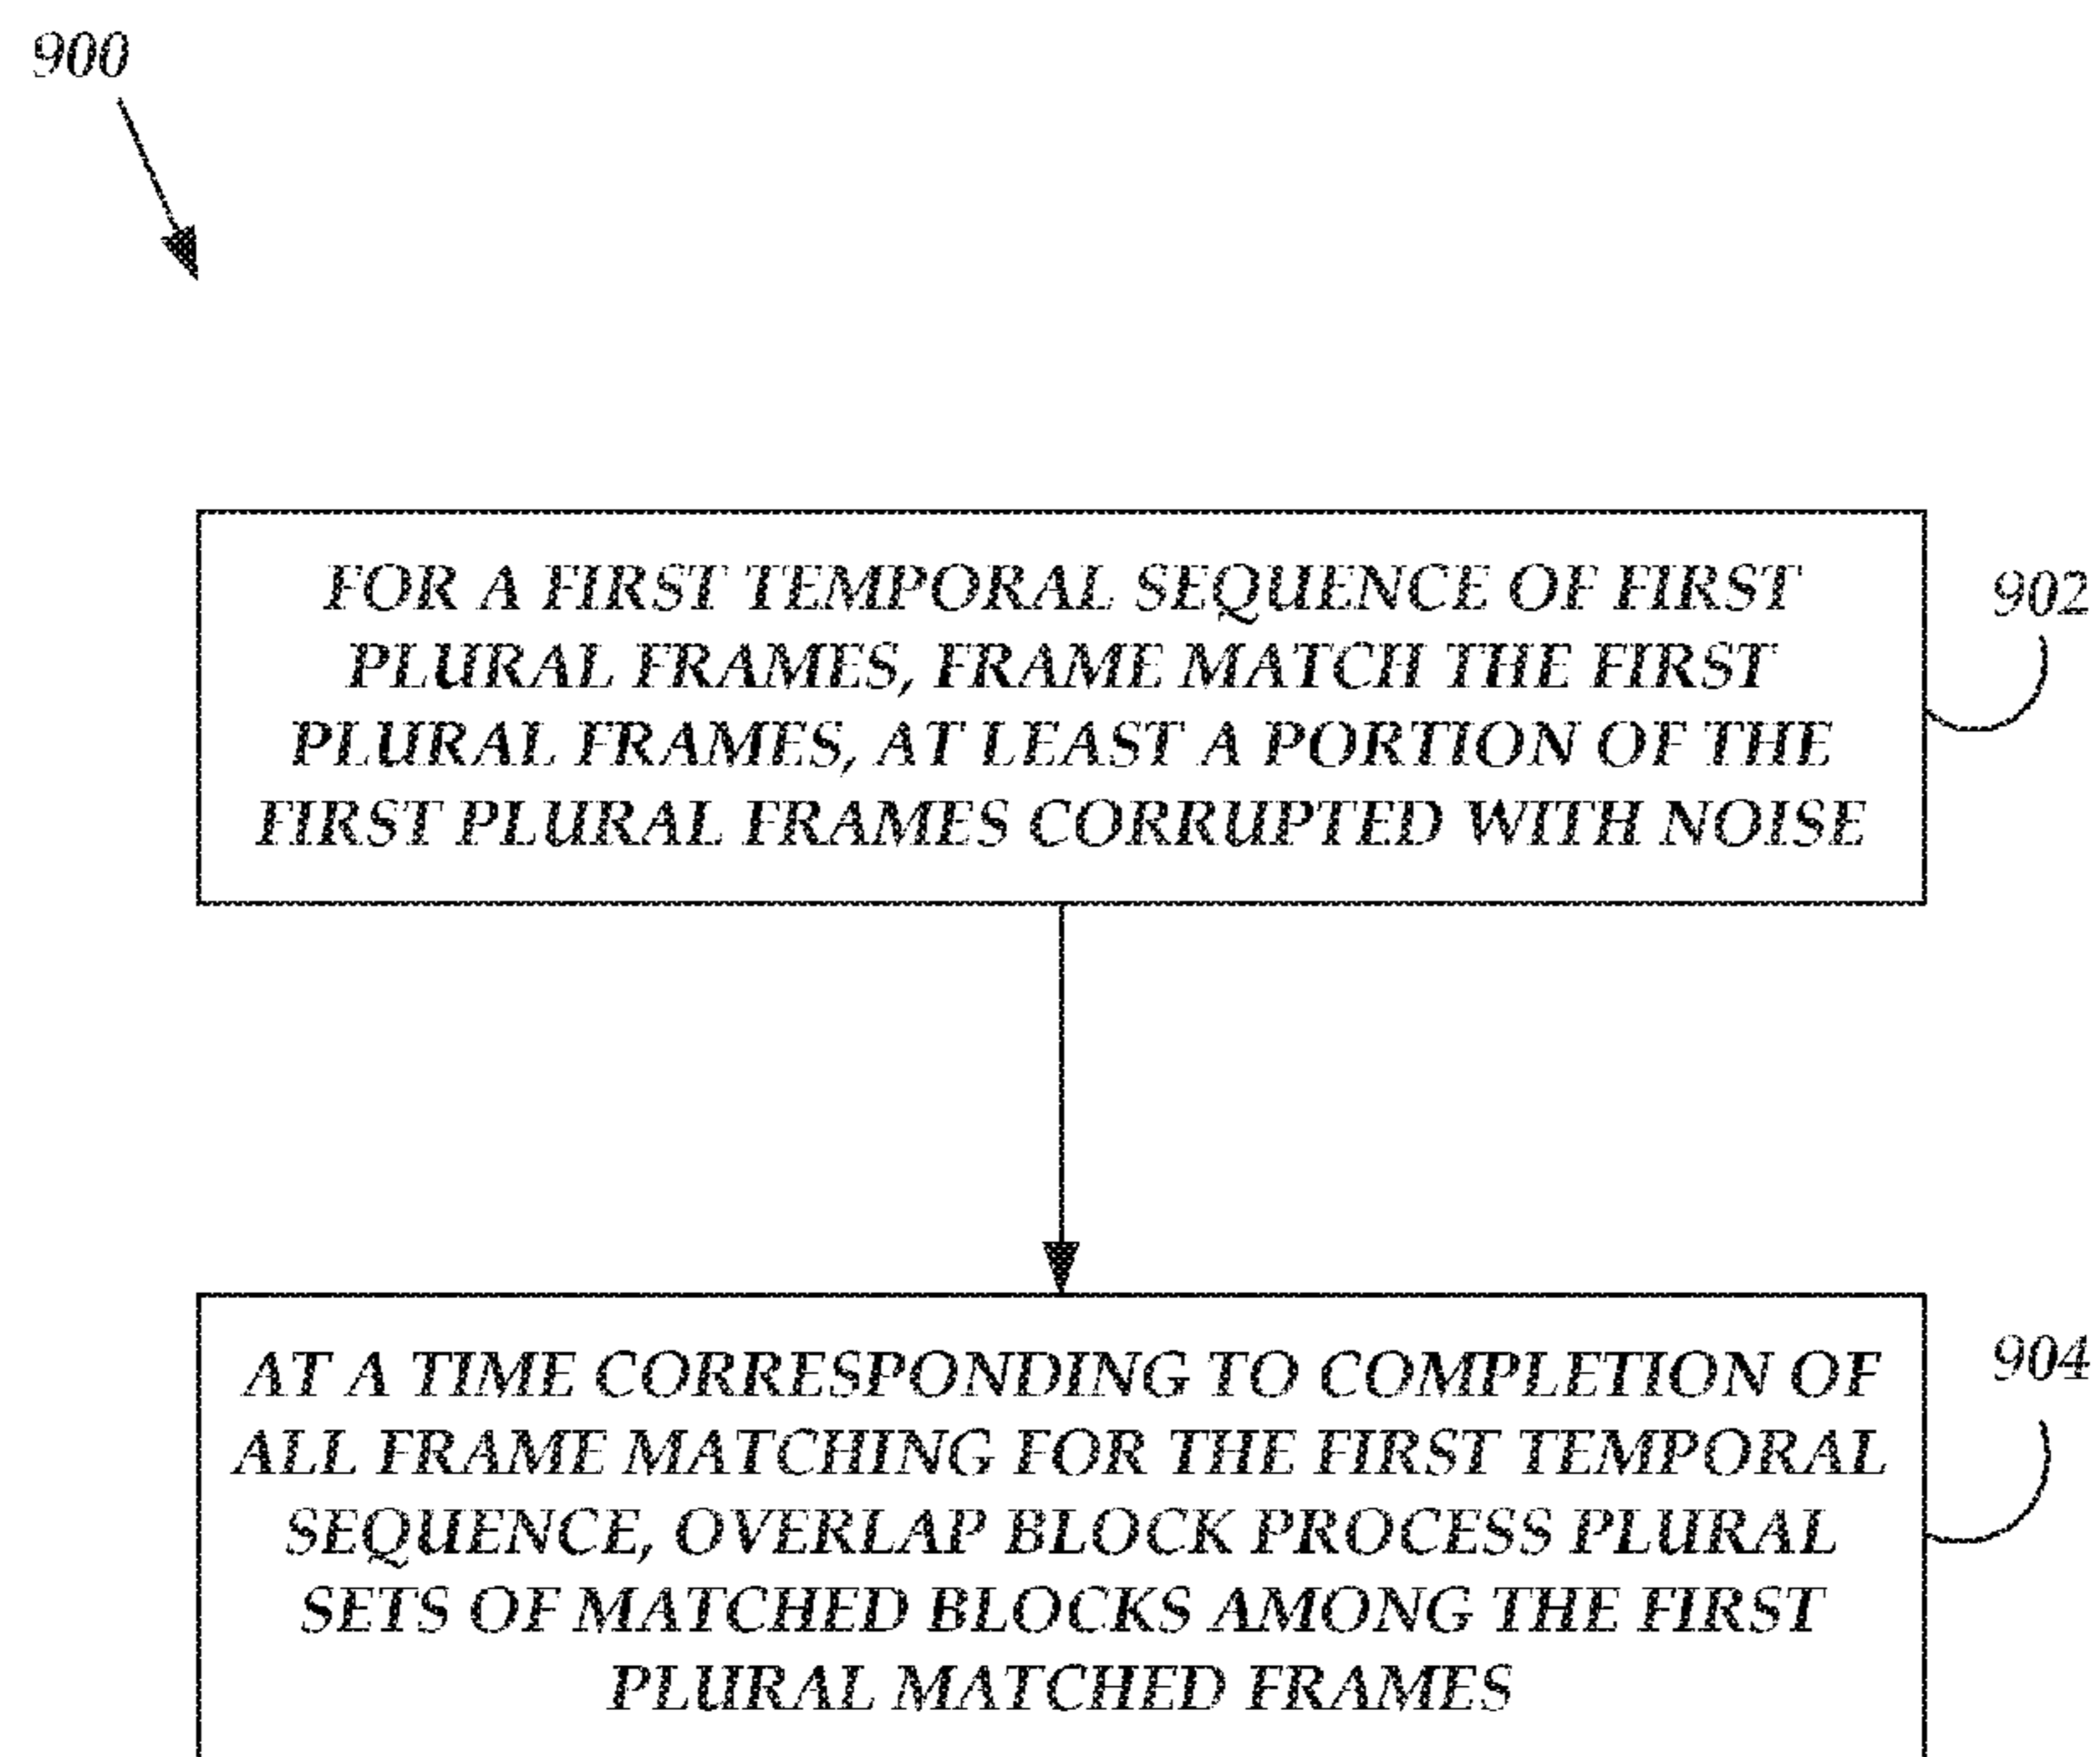 900
FOR A FIRST TEMPORAL SEQUENCE OF FIRST
PLURAL FRAMES, FRAME MATCH THE FIRST
PLURAL FRAMES, AT LEAST A PORTION OF THE
FIRST PLURAL FRAMES CORRUPTED WITH NOISE
902
AT A TIME CORRESPONDING TO COMPLETION OF
ALL FRAME MATCHING FOR THE FIRST TEMPORAL
SEQUENCE, OVERLAP BLOCK PROCESS PLURAL
SETS OF MATCHED BLOCKS AMONG THE FIRST
PLURAL MATCHED FRAMES
904